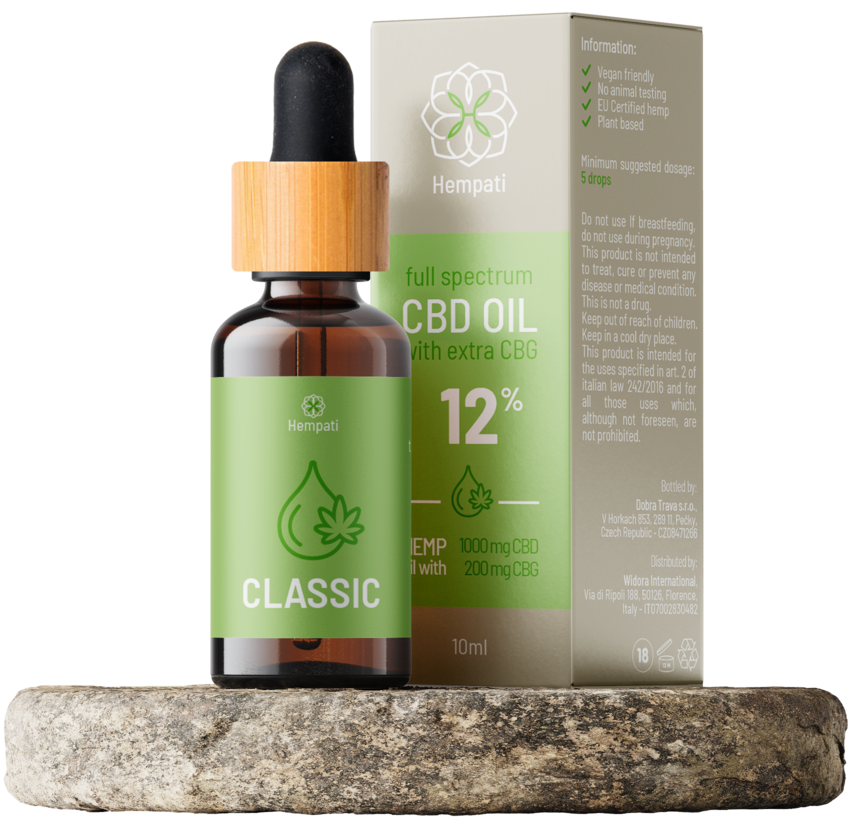 Hempati
CLASSIC
Hempati
full spectrum
CBD OIL
with extra CBG
12%
HEMP
1000 mg CBD
oil with
200 mg CBG
10ml
Information:
Vegan friendly
No animal testing
EU Certified hemp
Plant based
Minimum suggested dosage:
5 drops
Do not use If breastfeeding,
do not use during pregnancy.
This product is not intended
to treat, cure or prevent any
disease or medical condition.
This is not a drug.
Keep out of reach of children.
Keep in a cool dry place.
This product is intended for
the uses specified in art. 2 of
italian law 242/2016 and for
all those uses which,
although not foreseen, are
not prohibited.
Bottled by:
Dobra Trava s.r.o.,
V Horkach 853, 289 11, Pečky,
Czech Republic - CZ08471266
Distributed by:
Widora International,
Via di Ripoli 188, 50126, Florence,
Italy - IT07002830482
18